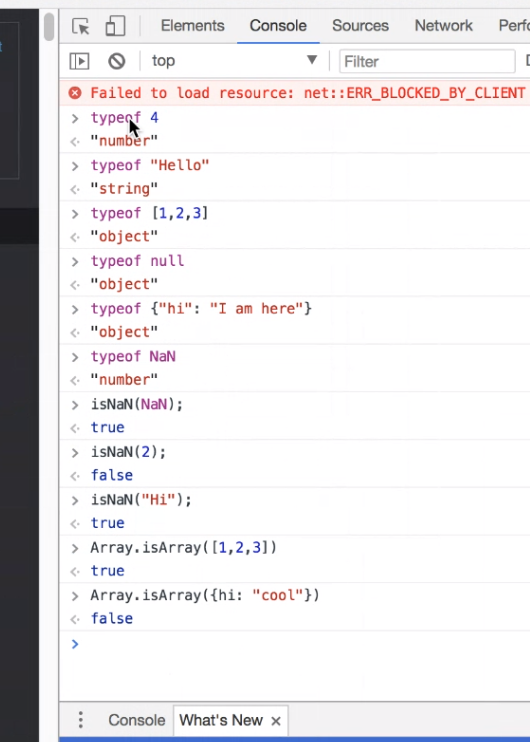 Elements Console Sources Network Perfo
top ▼ Filter
Failed to load resource: net::ERR_BLOCKED_BY_CLIENT
> typeof 4
<· "number"
> typeof "Hello"
<· "string"
> typeof [1,2,3]
<· "object"
> typeof null
<· "object"
> typeof {"hi": "I am here"}
<· "object"
> typeof NaN
<· "number"
> isNaN(NaN);
<· true
> isNaN(2);
<· false
> isNaN("Hi");
<· true
> Array.isArray([1,2,3])
<· true
> Array.isArray({hi: "cool"})
<· false
>
Console What's New ×